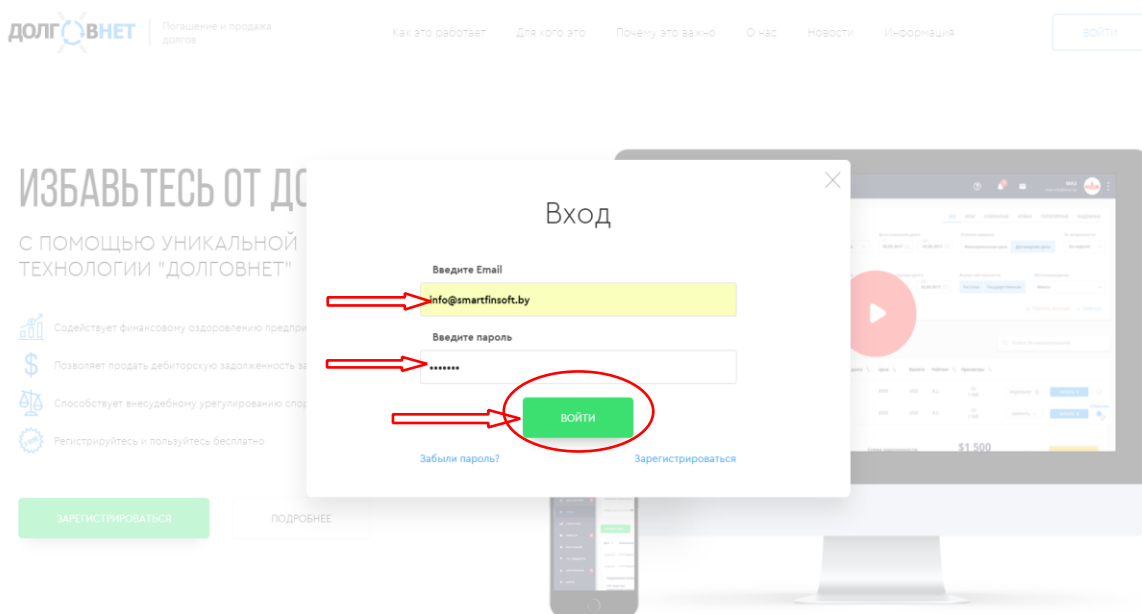 ДОЛГ ВНЕТ
Погашение и продажа
долгов
Как это работает Для кого это Почему это важно О нас Новости Информация
ВОЙТИ
ИЗБАВЬТЕСЬ ОТ ДО
С ПОМОЩЬЮ УНИКАЛЬНОЙ
ТЕХНОЛОГИИ "ДОЛГОВНЕТ"
Содействует финансовому оздоровлению предпри
Позволяет продать дебиторскую задолженность за
Способствует внесудебному урегулированию спор
Регистрируйтесь и пользуйтесь бесплатно
ЗАРЕГИСТРИРОВАТЬСЯ
ПОДРОБНЕЕ
Вход
Введите Email
info@smartfinsoft.by
Введите пароль
•••••••
ВОЙТИ
Забыли пароль?
Зарегистрироваться
$1 500